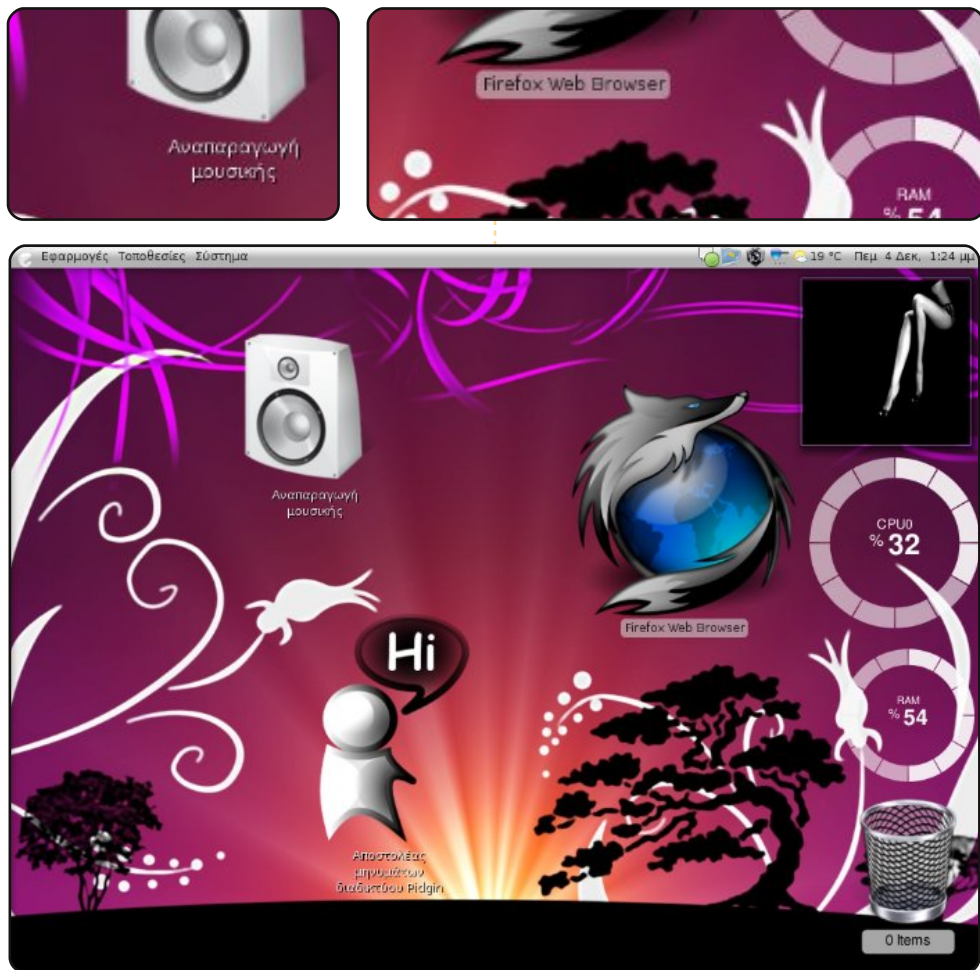 Αναπαραγωγή
μουσικής
Firefox Web Browser
RAM
% 54
Εφαρμογές Τοποθεσίες Σύστημα
19 °C Πεμ 4 Δεκ, 1:24 μμ
Αναπαραγωγή
μουσικής
CPU0
% 32
Firefox Web Browser
Hi
RAM
% 54
Αποστολέας
μηνυμάτων
διαδικτύου Pidgin
0 Items